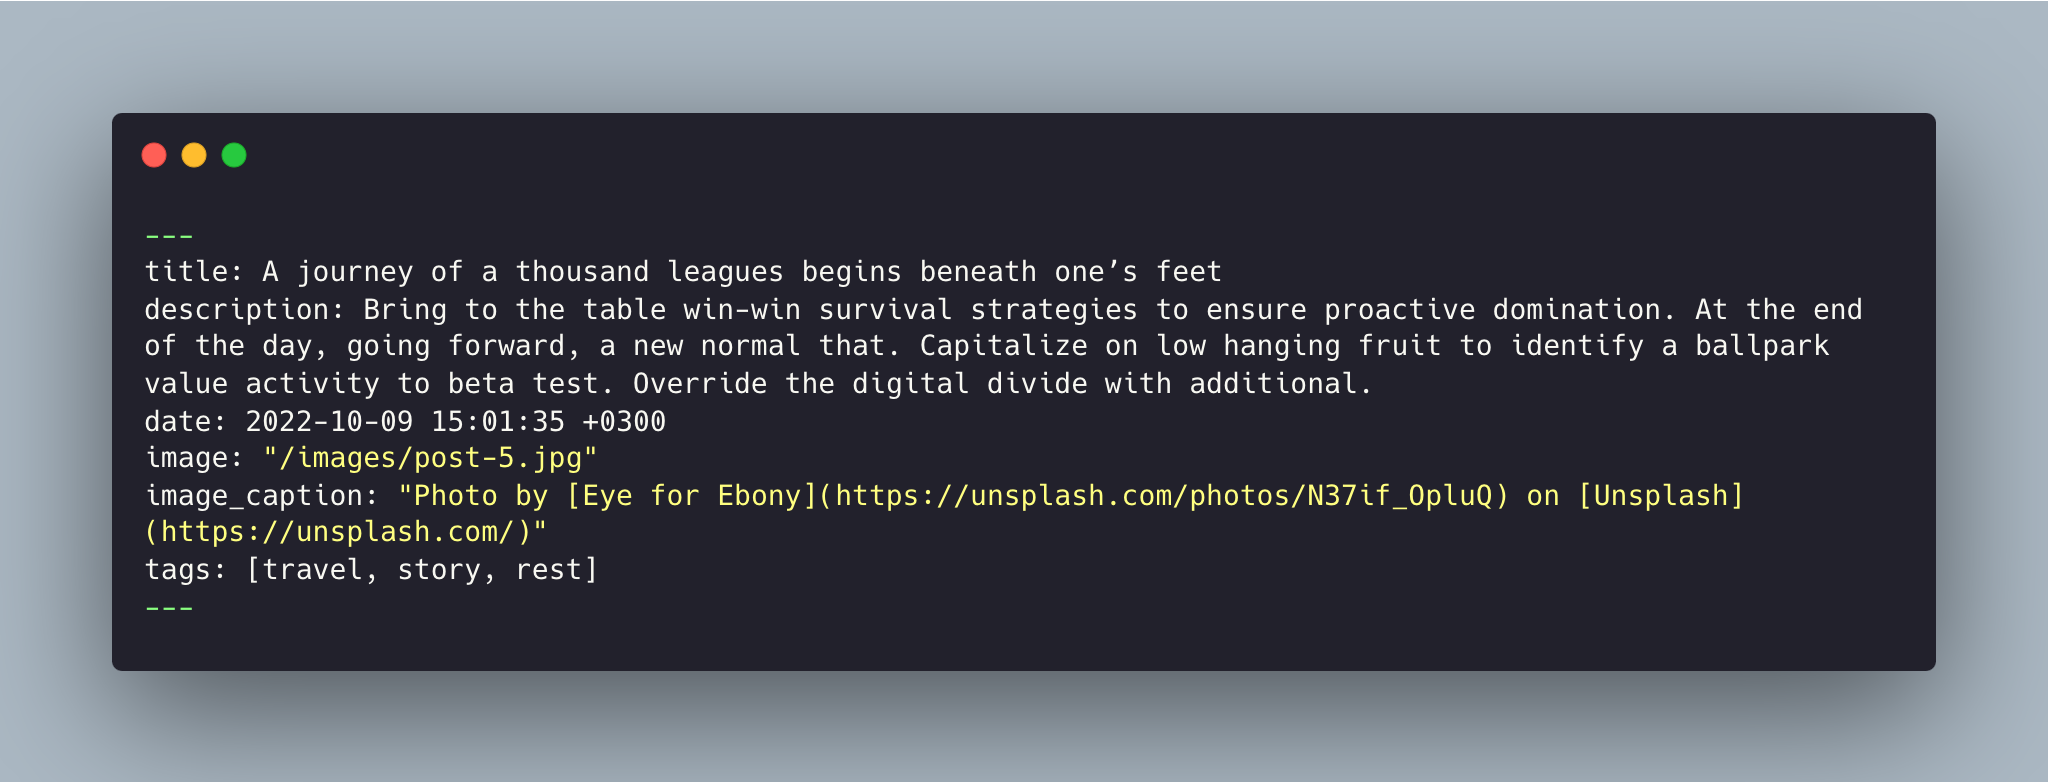 ---
title: A journey of a thousand leagues begins beneath one’s feet
description: Bring to the table win-win survival strategies to ensure proactive domination. At the end
of the day, going forward, a new normal that. Capitalize on low hanging fruit to identify a ballpark
value activity to beta test. Override the digital divide with additional.
date: 2022-10-09 15:01:35 +0300
image: "/images/post-5.jpg"
image_caption: "Photo by [Eye for Ebony](https://unsplash.com/photos/N37if_OpluQ) on [Unsplash]
(https://unsplash.com/)"
tags: [travel, story, rest]
---